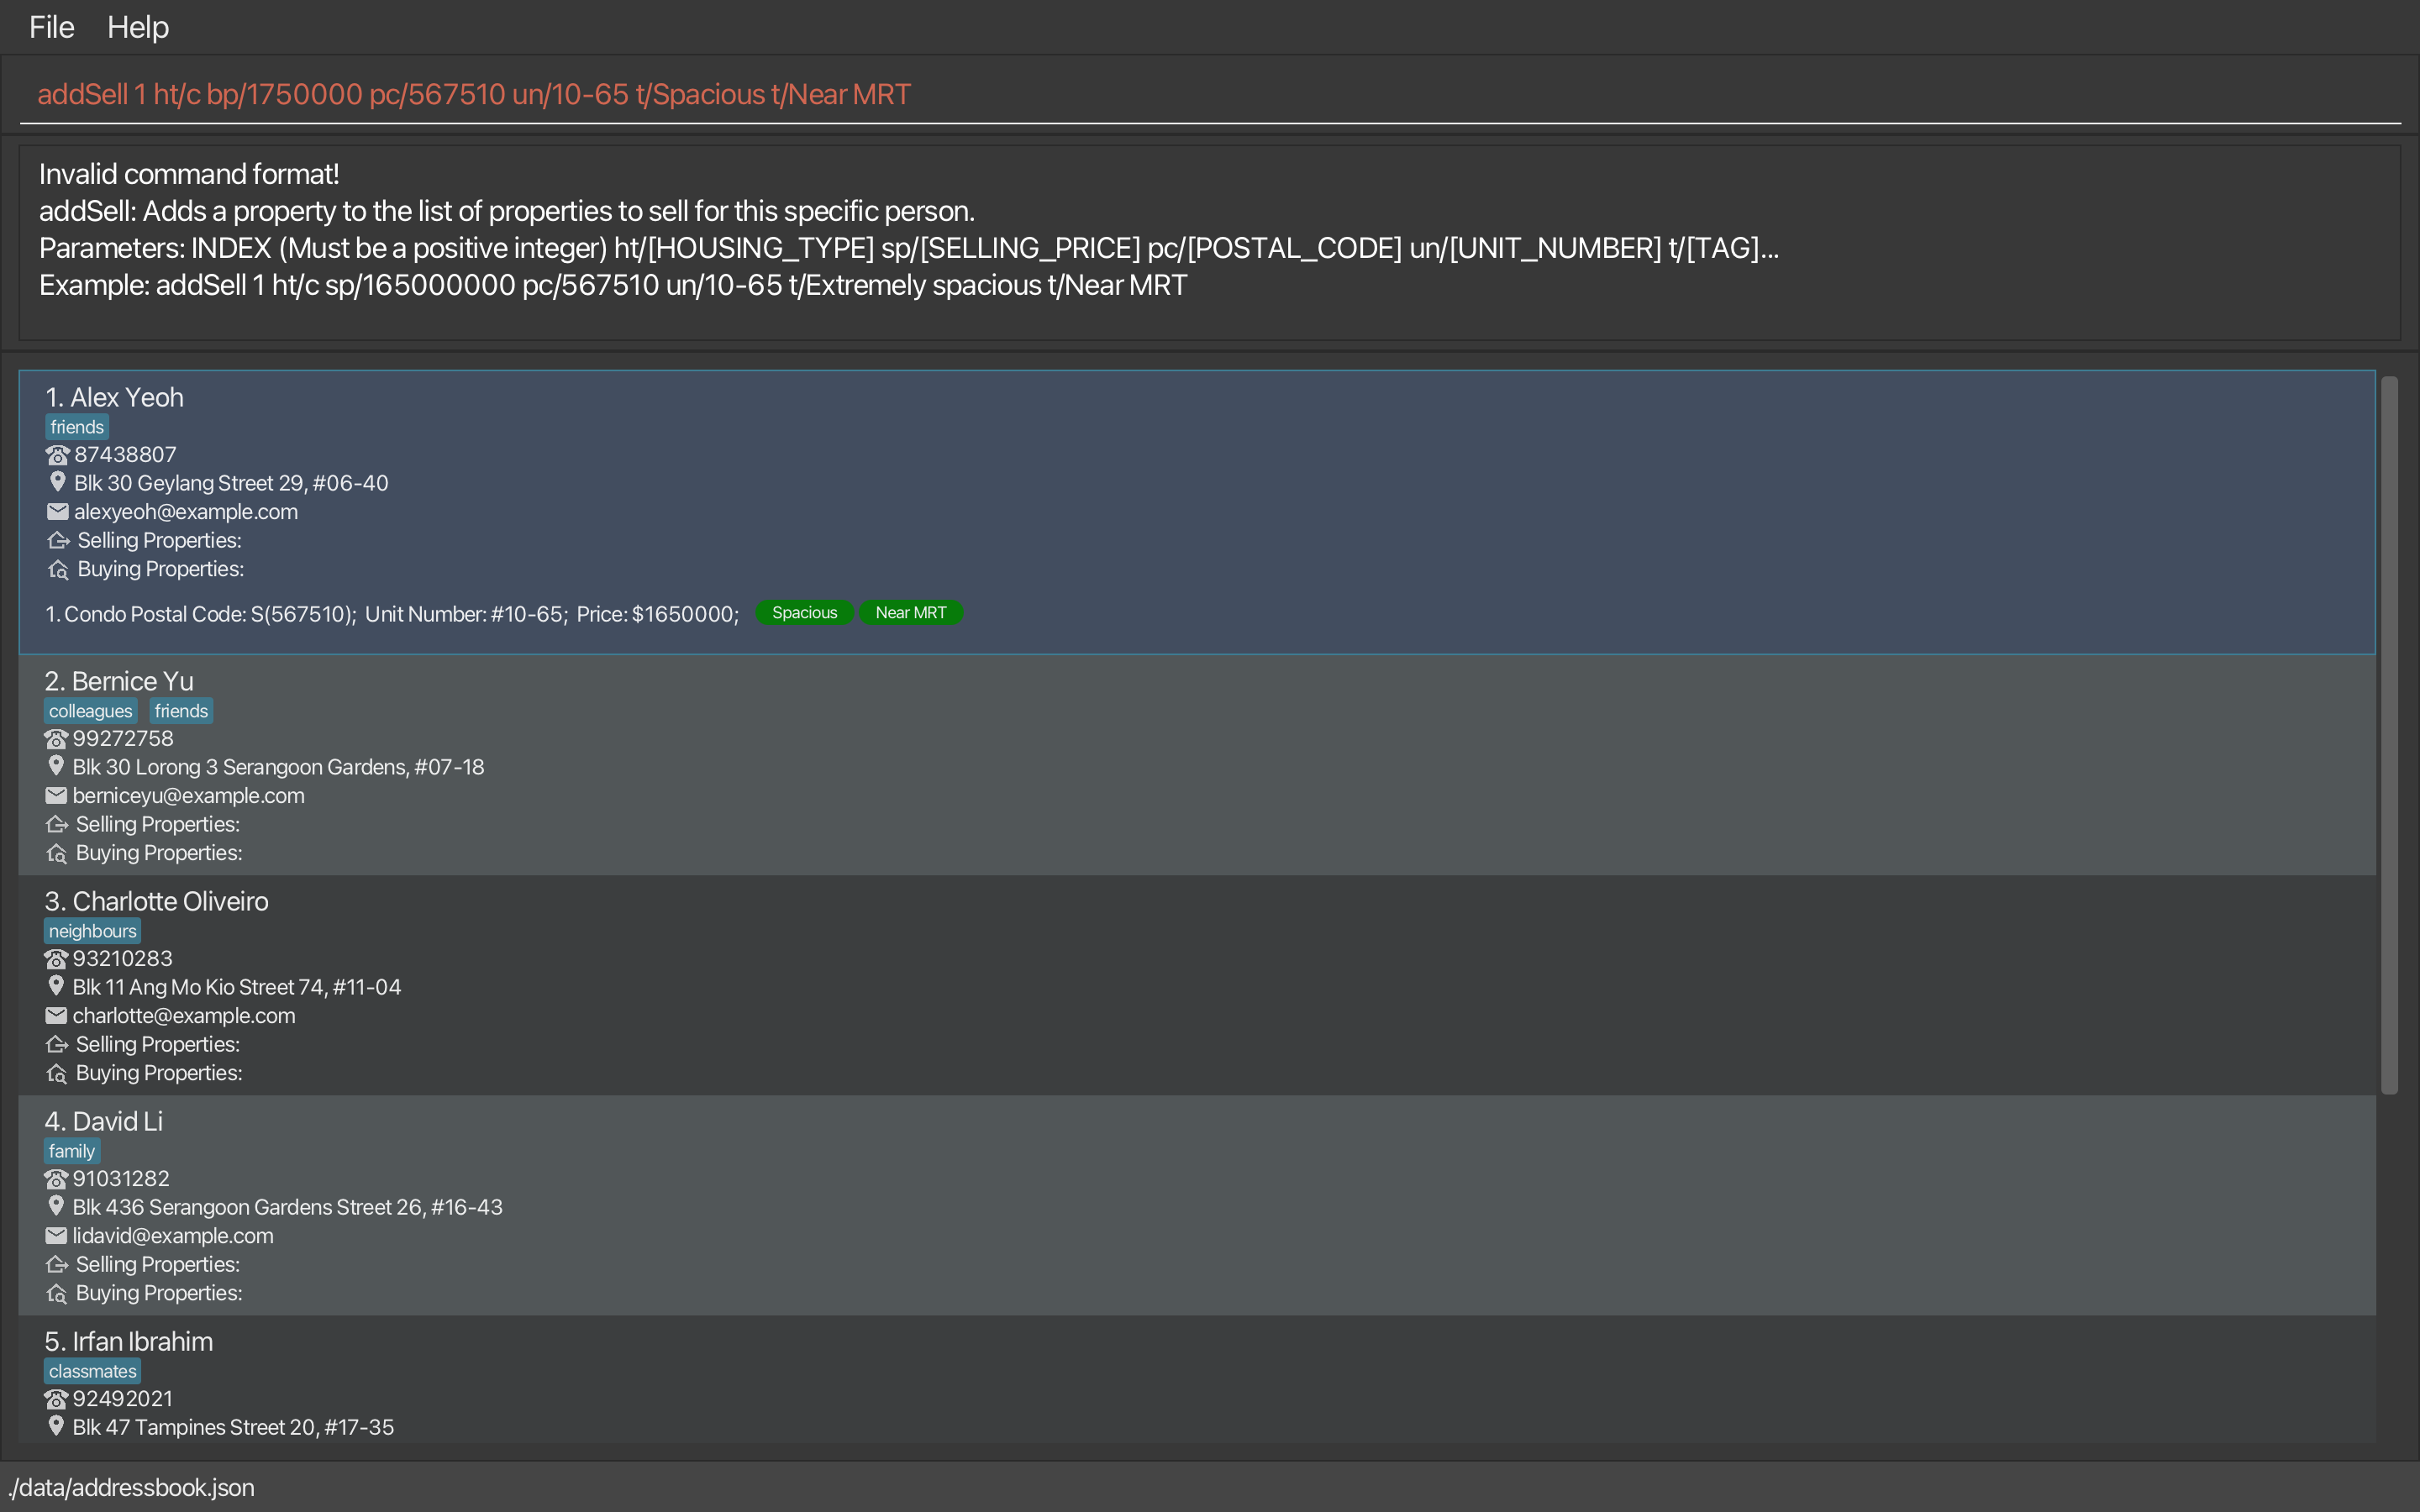 File Help
addSell 1 ht/c bp/1750000 pc/567510 un/10-65 t/Spacious t/Near MRT
Invalid command format!
addSell: Adds a property to the list of properties to sell for this specific person.
Parameters: INDEX (Must be a positive integer) ht/[HOUSING_TYPE] sp/[SELLING_PRICE] pc/[POSTAL_CODE] un/[UNIT_NUMBER] t/[TAG]...
Example: addSell 1 ht/c sp/165000000 pc/567510 un/10-65 t/Extremely spacious t/Near MRT
1. Alex Yeoh
friends
87438807
Blk 30 Geylang Street 29, #06-40
alexyeoh@example.com
Selling Properties:
Buying Properties:
1. Condo Postal Code: S(567510); Unit Number: #10-65; Price: $1650000; Spacious Near MRT
2. Bernice Yu
colleagues friends
99272758
Blk 30 Lorong 3 Serangoon Gardens, #07-18
berniceyu@example.com
Selling Properties:
Buying Properties:
3. Charlotte Oliveiro
neighbours
93210283
Blk 11 Ang Mo Kio Street 74, #11-04
charlotte@example.com
Selling Properties:
Buying Properties:
4. David Li
family
91031282
Blk 436 Serangoon Gardens Street 26, #16-43
lidavid@example.com
Selling Properties:
Buying Properties:
5. Irfan Ibrahim
classmates
92492021
Blk 47 Tampines Street 20, #17-35
./data/addressbook.json